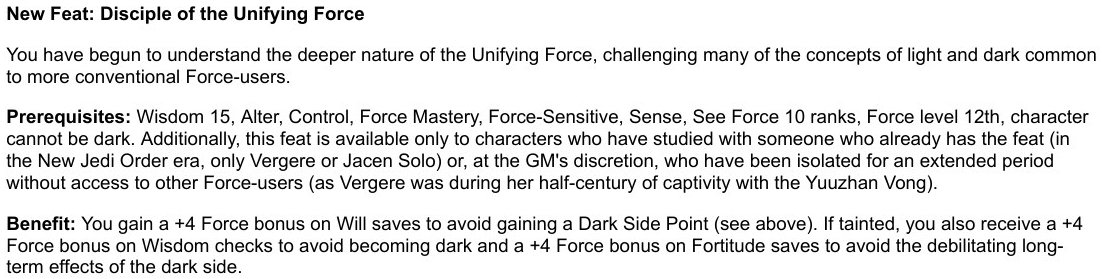 New Feat: Disciple of the Unifying Force
You have begun to understand the deeper nature of the Unifying Force, challenging many of the concepts of light and dark common
to more conventional Force-users.
Prerequisites: Wisdom 15, Alter, Control, Force Mastery, Force-Sensitive, Sense, See Force 10 ranks, Force level 12th, character
cannot be dark. Additionally, this feat is available only to characters who have studied with someone who already has the feat (in
the New Jedi Order era, only Vergere or Jacen Solo) or, at the GM's discretion, who have been isolated for an extended period
without access to other Force-users (as Vergere was during her half-century of captivity with the Yuuzhan Vong).
Benefit: You gain a +4 Force bonus on Will saves to avoid gaining a Dark Side Point (see above). If tainted, you also receive a +4
Force bonus on Wisdom checks to avoid becoming dark and a +4 Force bonus on Fortitude saves to avoid the debilitating long-
term effects of the dark side.